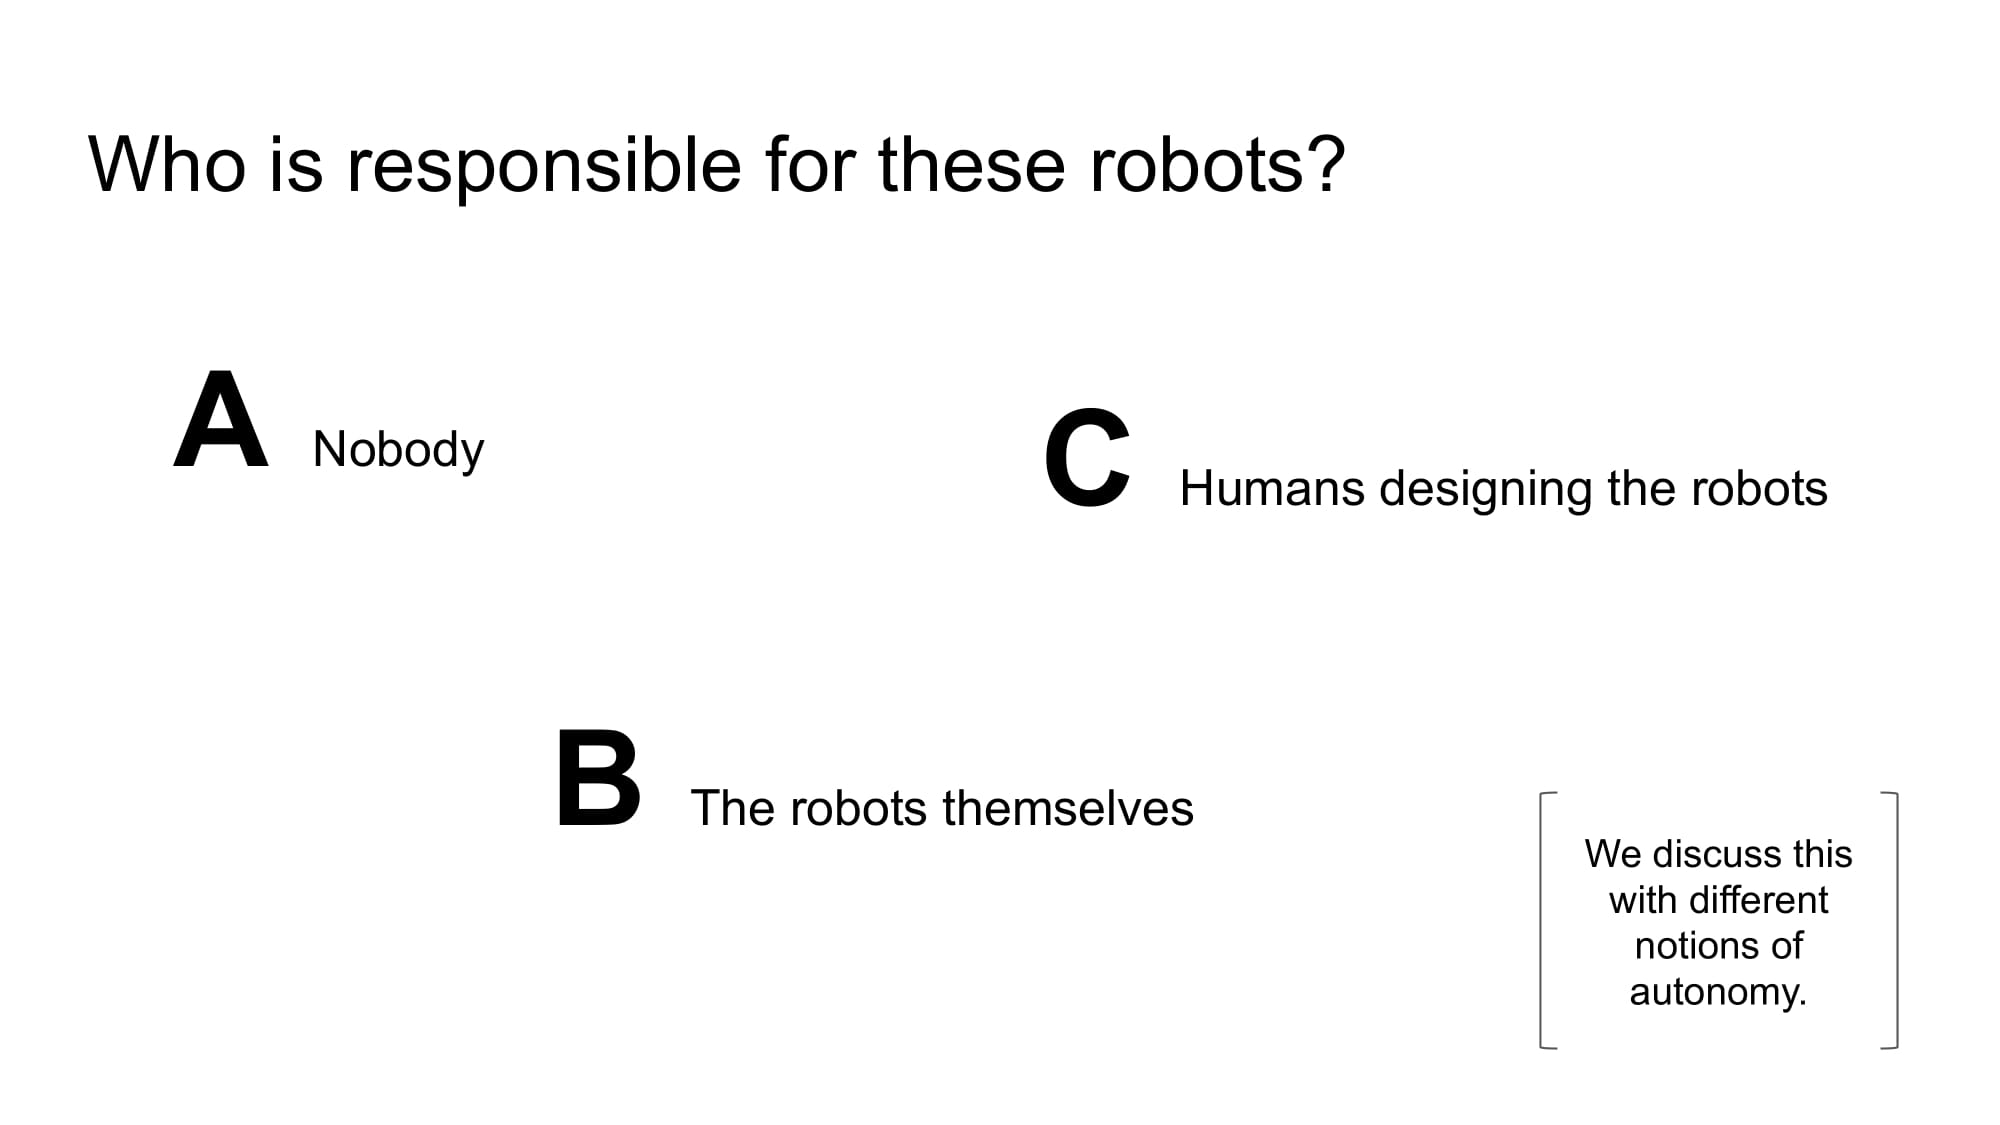 Who is responsible for these robots?
A Nobody
C Humans designing the robots
B The robots themselves
We discuss this
with different
notions of
autonomy.